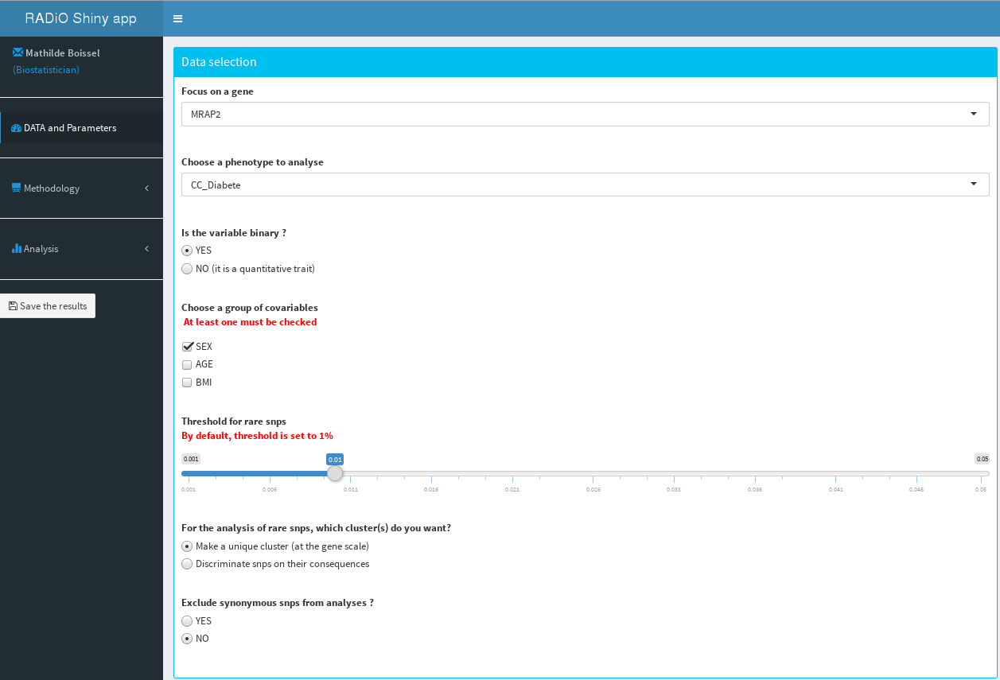 RADiO Shiny app
Mathilde Boissel
(Biostatistician)
DATA and Parameters
Methodology
Analysis
Save the results
Data selection
Focus on a gene
MRAP2
Choose a phenotype to analyse
CC_Diabete
Is the variable binary ?
YES
NO (it is a quantitative trait)
Choose a group of covariables
At least one must be checked
SEX
AGE
BMI
Threshold for rare snps
By default, threshold is set to 1%
0.001 0.01 0.05
0.001 0.006 0.011 0.016 0.021 0.026 0.031 0.036 0.041 0.046 0.05
For the analysis of rare snps, which cluster(s) do you want?
Make a unique cluster (at the gene scale)
Discriminate snps on their consequences
Exclude synonymous snps from analyses ?
YES
NO